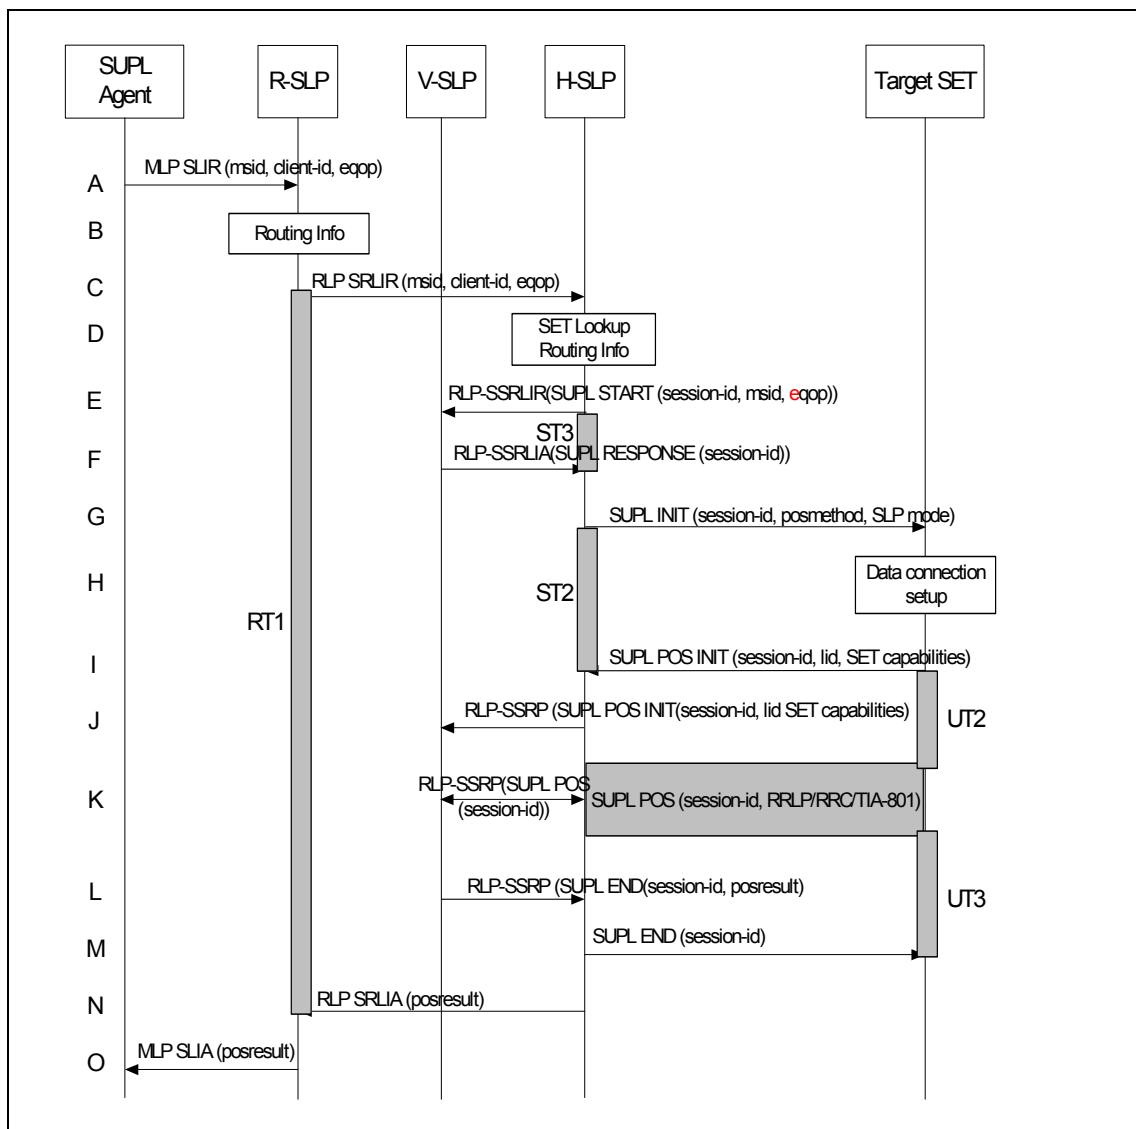 SUPL
Agent
R-SLP
V-SLP
H-SLP
Target SET
A
MLP SLIR (msid, client-id, eqop)
B
Routing Info
C
RLP SRLIR (msid, client-id, eqop)
D
SET Lookup
Routing Info
E
RLP-SSRLIR(SUPL START (session-id, msid, eqop))
ST3
F
RLP-SSRLIA(SUPL RESPONSE (session-id))
G
SUPL INIT (session-id, posmethod, SLP mode)
H
Data connection
setup
ST2
RT1
I
SUPL POS INIT (session-id, lid, SET capabilities)
J
RLP-SSRP (SUPL POS INIT(session-id, lid SET capabilities)
UT2
K
RLP-SSRP(SUPL POS
(session-id))
SUPL POS (session-id, RRLP/RRC/TIA-801)
L
RLP-SSRP (SUPL END(session-id, posresult)
UT3
M
SUPL END (session-id)
N
RLP SRLIA (posresult)
O
MLP SLIA (posresult)